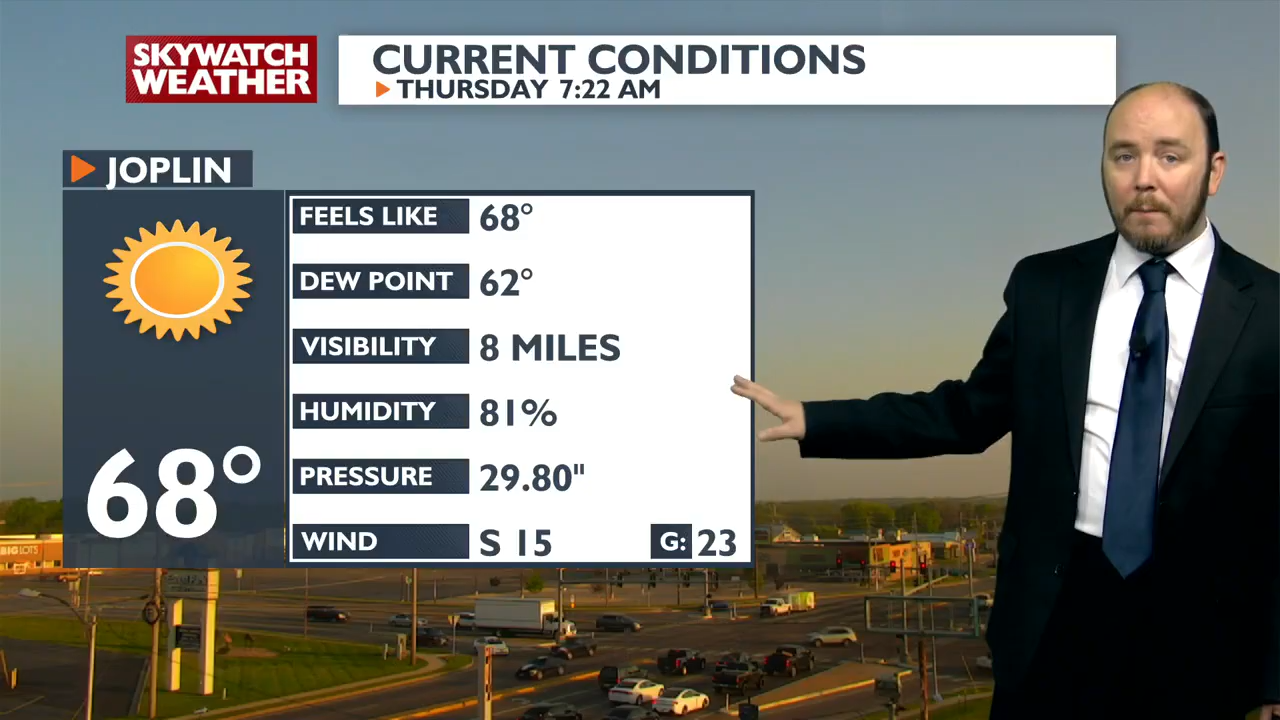 SKYWATCH
WEATHER
CURRENT CONDITIONS
THURSDAY 7:22 AM
JOPLIN
68°
FEELS LIKE 68°
DEW POINT 62°
VISIBILITY 8 MILES
HUMIDITY 81%
PRESSURE 29.80"
WIND S 15 G: 23
BIG LOTS